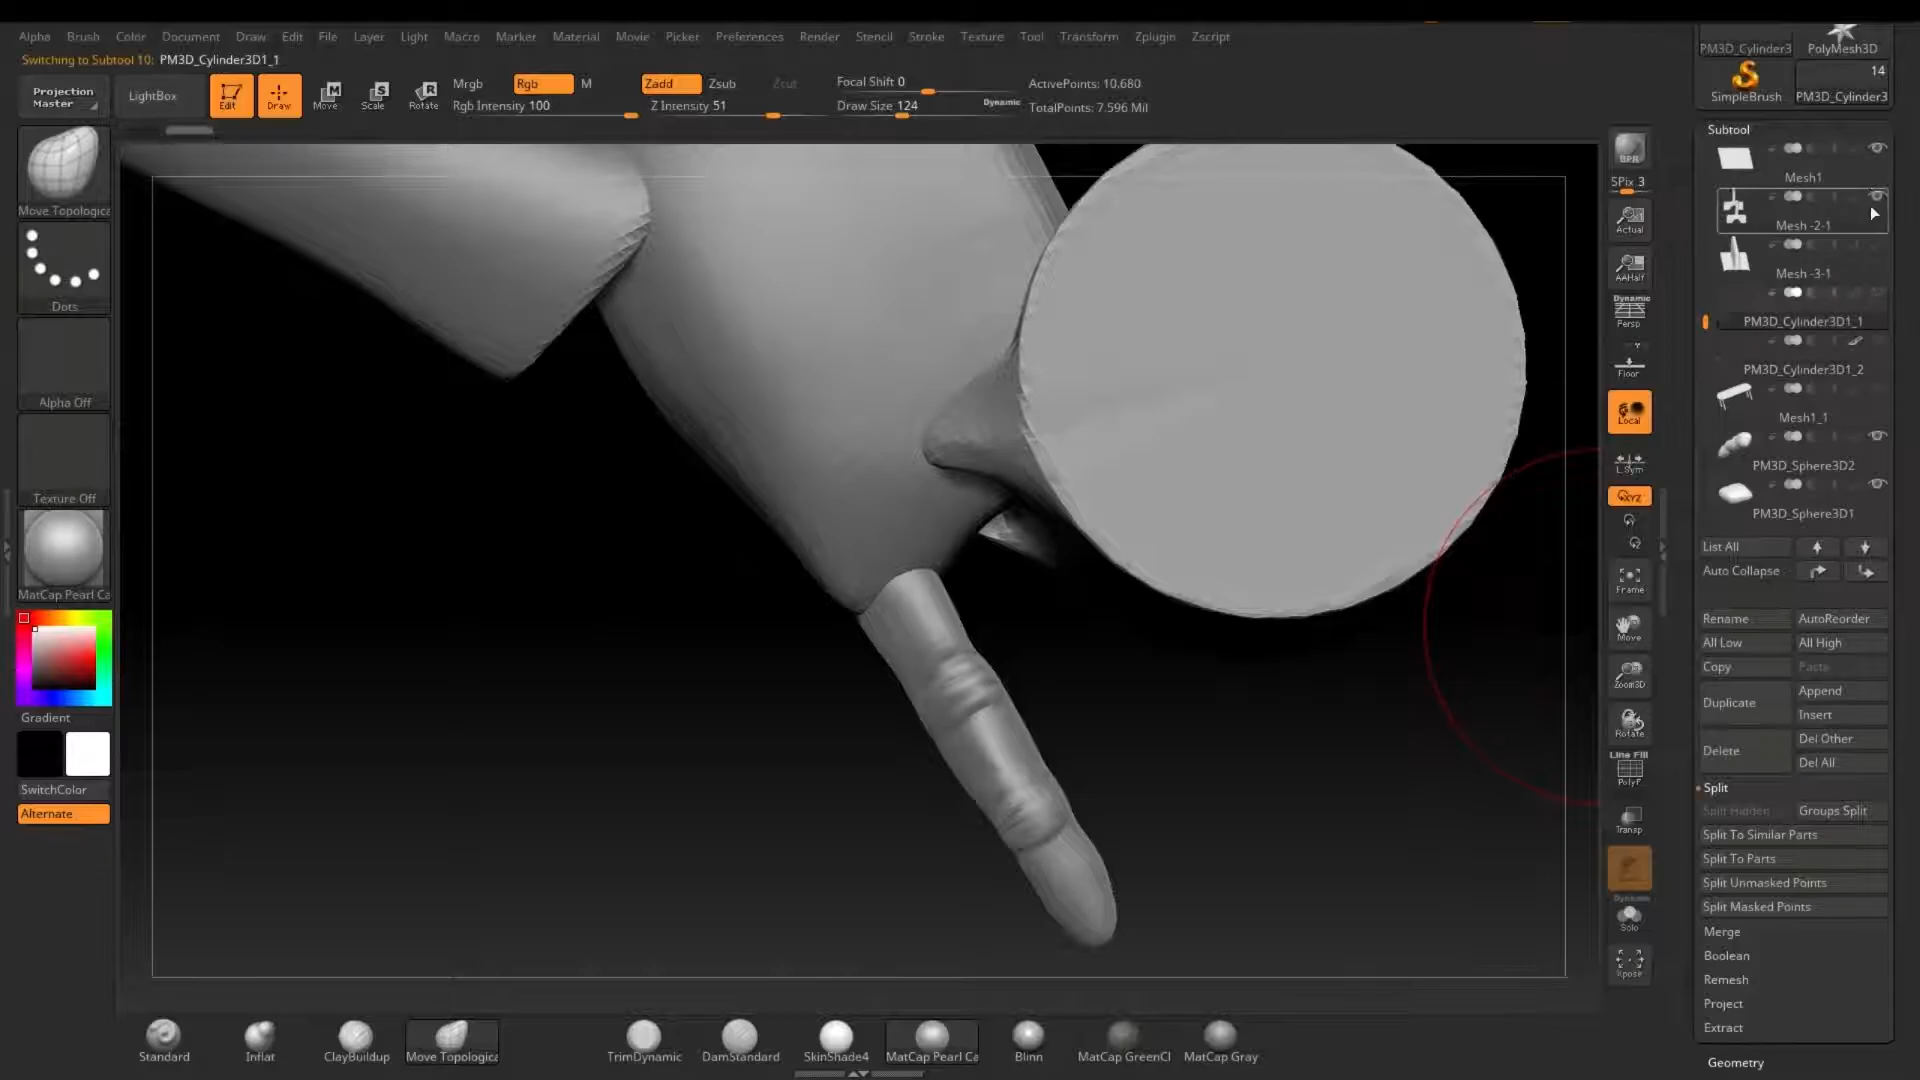 Alpha Brush Color Document Draw Edit File Layer Light Macro Marker Material Movie Picker Preferences Render Stencil Stroke Texture Tool Transform Zplugin Zscript
Switching to Subtool 10: PM3D_Cylinder3D1_1
Projection Master
LightBox
Edit
Draw
Move
Scale
Rotate
Mrgb
Rgb
M
Rgb Intensity 100
Zadd
Zsub
Zcut
Z Intensity 51
Focal Shift 0
Draw Size 124
Dynamic
ActivePoints: 10,680
TotalPoints: 7.596 Mil
PM3D_Cylinder3
PolyMesh3D
SimpleBrush
14
PM3D_Cylinder3
Move Topologica
Dots
Alpha Off
Texture Off
MatCap Pearl Ca
Gradient
SwitchColor
Alternate
BPR
SPix 3
Actual
AAHalf
Dynamic
Persp
Floor
Local
L.Sym
XYZ
Frame
Move
Zoom3D
Rotate
Line Fill
PolyF
Transp
Dynamic
Solo
Xpose
Subtool
Mesh1
Mesh -2-1
Mesh -3-1
PM3D_Cylinder3D1_1
PM3D_Cylinder3D1_2
Mesh1_1
PM3D_Sphere3D2
PM3D_Sphere3D1
List All
Auto Collapse
Rename AutoReorder
All Low All High
Copy Paste
Duplicate
Append
Insert
Delete
Del Other
Del All
Split
Split Hidden Groups Split
Split To Similar Parts
Split To Parts
Split Unmasked Points
Split Masked Points
Merge
Boolean
Remesh
Project
Extract
Geometry
Standard Inflat ClayBuildup Move Topologica TrimDynamic DamStandard SkinShade4 MatCap Pearl Ca Blinn MatCap GreenCl MatCap Gray